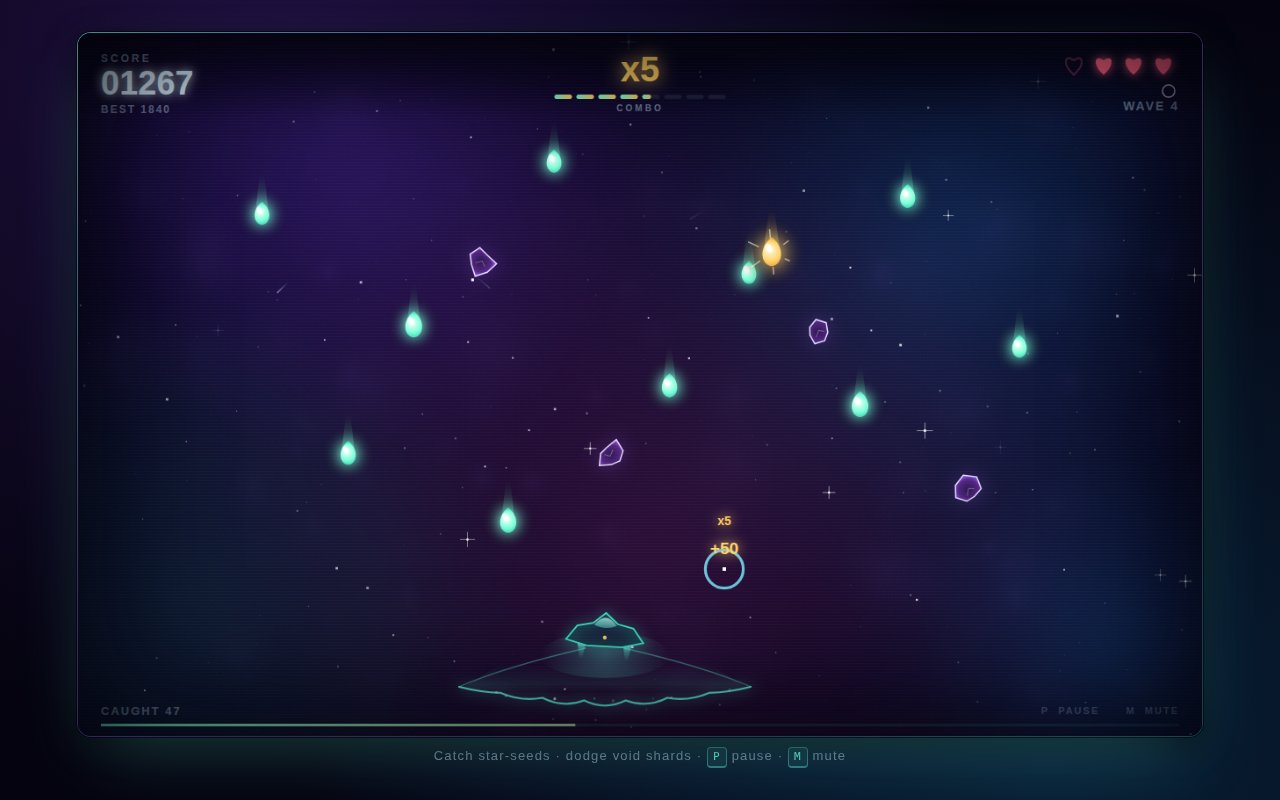 SCORE
01267
BEST 1840
x5
COMBO
WAVE 4
x5
+50
CAUGHT 47
P PAUSE M MUTE
Catch star-seeds · dodge void shards · P pause · M mute